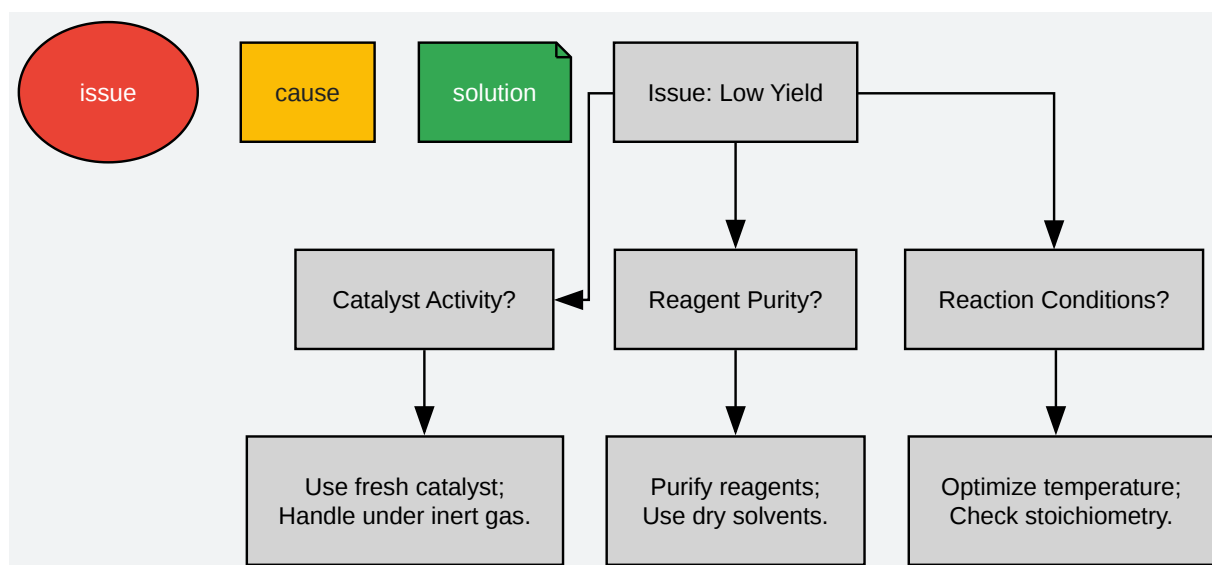 issue
cause
solution
Issue: Low Yield
Catalyst Activity?
Reagent Purity?
Reaction Conditions?
Use fresh catalyst;
Handle under inert gas.
Purify reagents;
Use dry solvents.
Optimize temperature;
Check stoichiometry.